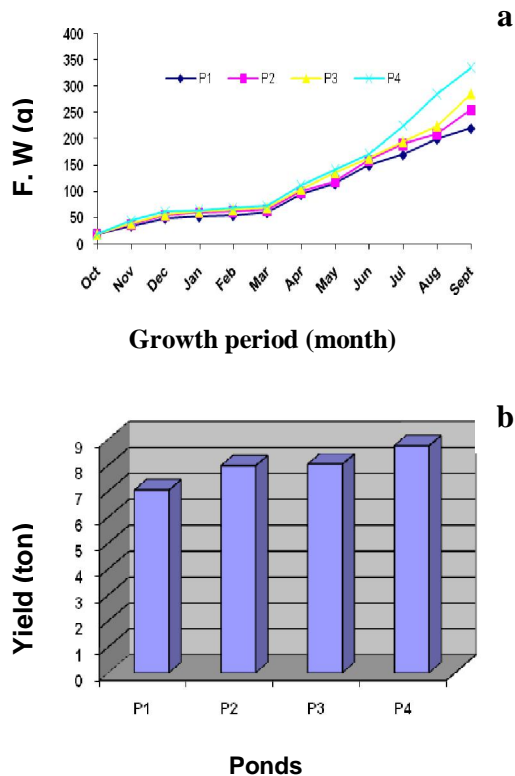 a
400
350
300
250
200
150
100
50
0
P1 P2 P3 P4
F. W (g)
Oct Nov Dec Jan Feb Mar Apr May Jun Jul Aug Sept
Growth period (month)
b
9
8
7
6
5
4
3
2
1
0
Yield (ton)
P1 P2 P3 P4
Ponds